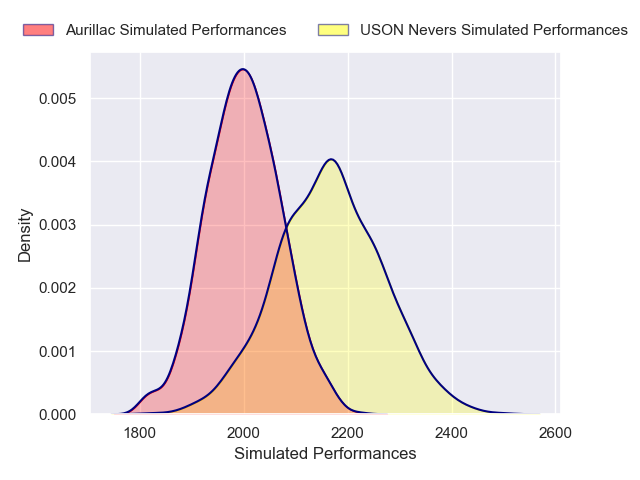 Aurillac Simulated Performances USON Nevers Simulated Performances
0.005
0.004
0.003
0.002
0.001
0.000
Density
1800 2000 2200 2400 2600
Simulated Performances